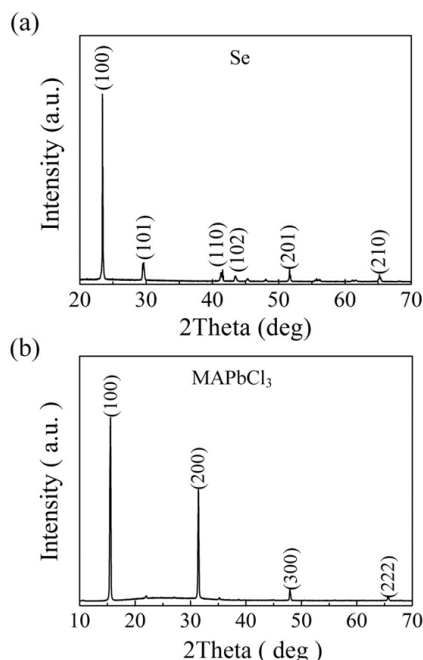 (a)
Se
(100)
(101)
(110)
(102)
(201)
(210)
Intensity (a.u.)
20 30 40 50 60 70
2Theta (deg)
(b)
MAPbCl₃
(100)
(200)
(300)
(222)
Intensity ( a.u. )
10 20 30 40 50 60 70
2Theta ( deg )